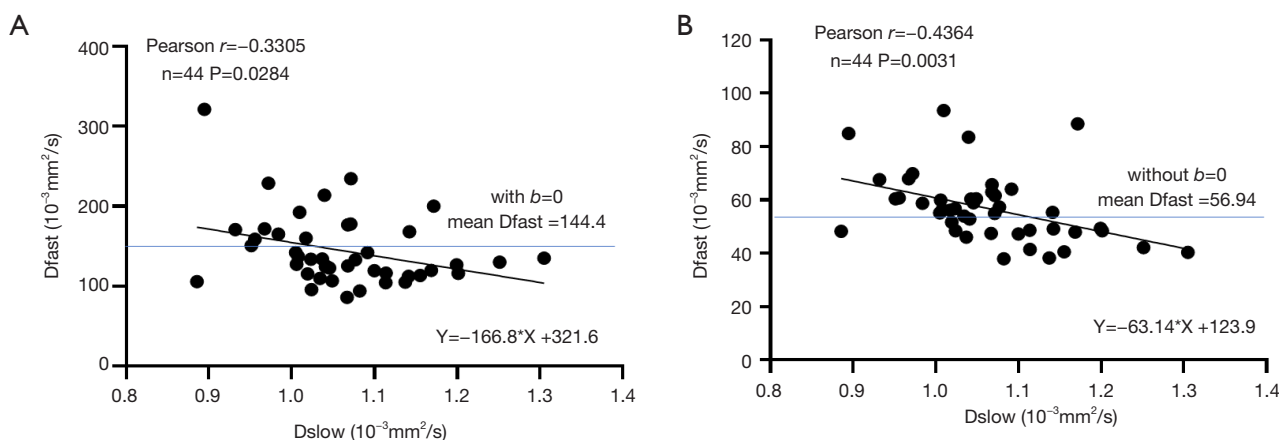 A
Pearson r=−0.3305
n=44 P=0.0284
400
300
200
100
0
Dfast (10⁻³mm²/s)
with b=0
mean Dfast =144.4
Y=−166.8*X +321.6
0.8 0.9 1.0 1.1 1.2 1.3 1.4
Dslow (10⁻³mm²/s)
B
Pearson r=−0.4364
n=44 P=0.0031
120
100
80
60
40
20
0
Dfast (10⁻³mm²/s)
without b=0
mean Dfast =56.94
Y=−63.14*X +123.9
0.8 0.9 1.0 1.1 1.2 1.3 1.4
Dslow (10⁻³mm²/s)